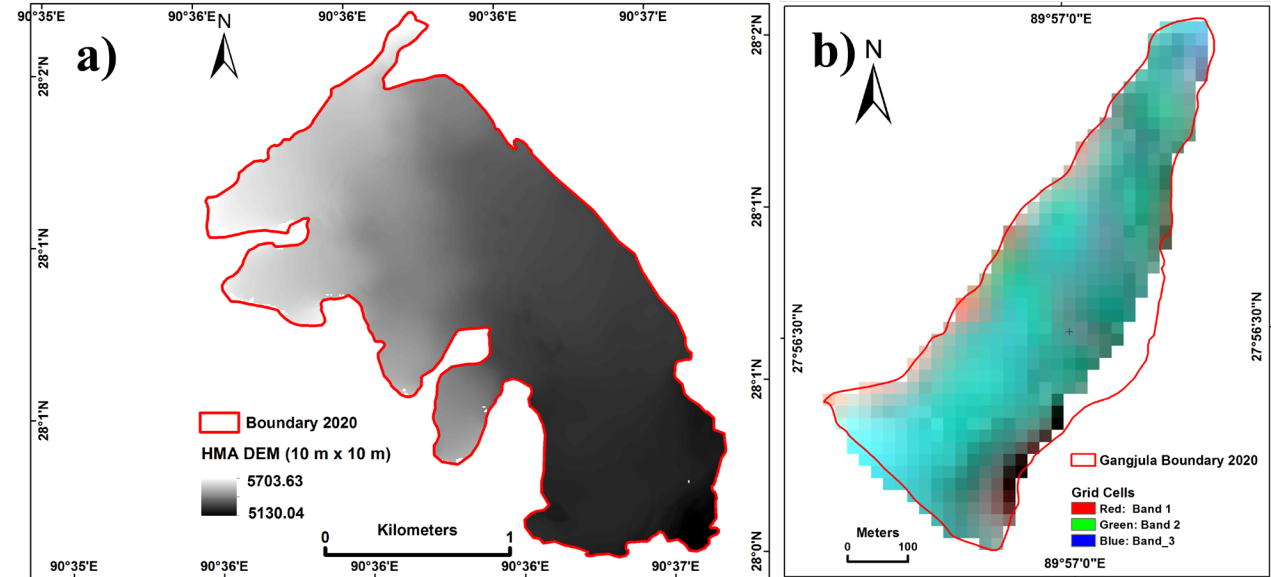 90°35'E 90°36'E 90°36'E 90°36'E 90°37'E
a)
N
28°2'N
28°1'N
28°1'N
28°2'N
28°1'N
28°1'N
28°0'N
Boundary 2020
HMA DEM (10 m x 10 m)
5703.63
5130.04
Kilometers
0 1
90°35'E 90°36'E 90°36'E 90°36'E 90°37'E
89°57'0"E
b)
N
27°56'30"N
27°56'30"N
Gangjula Boundary 2020
Grid Cells
Red: Band 1
Green: Band 2
Blue: Band_3
Meters
0 100
89°57'0"E